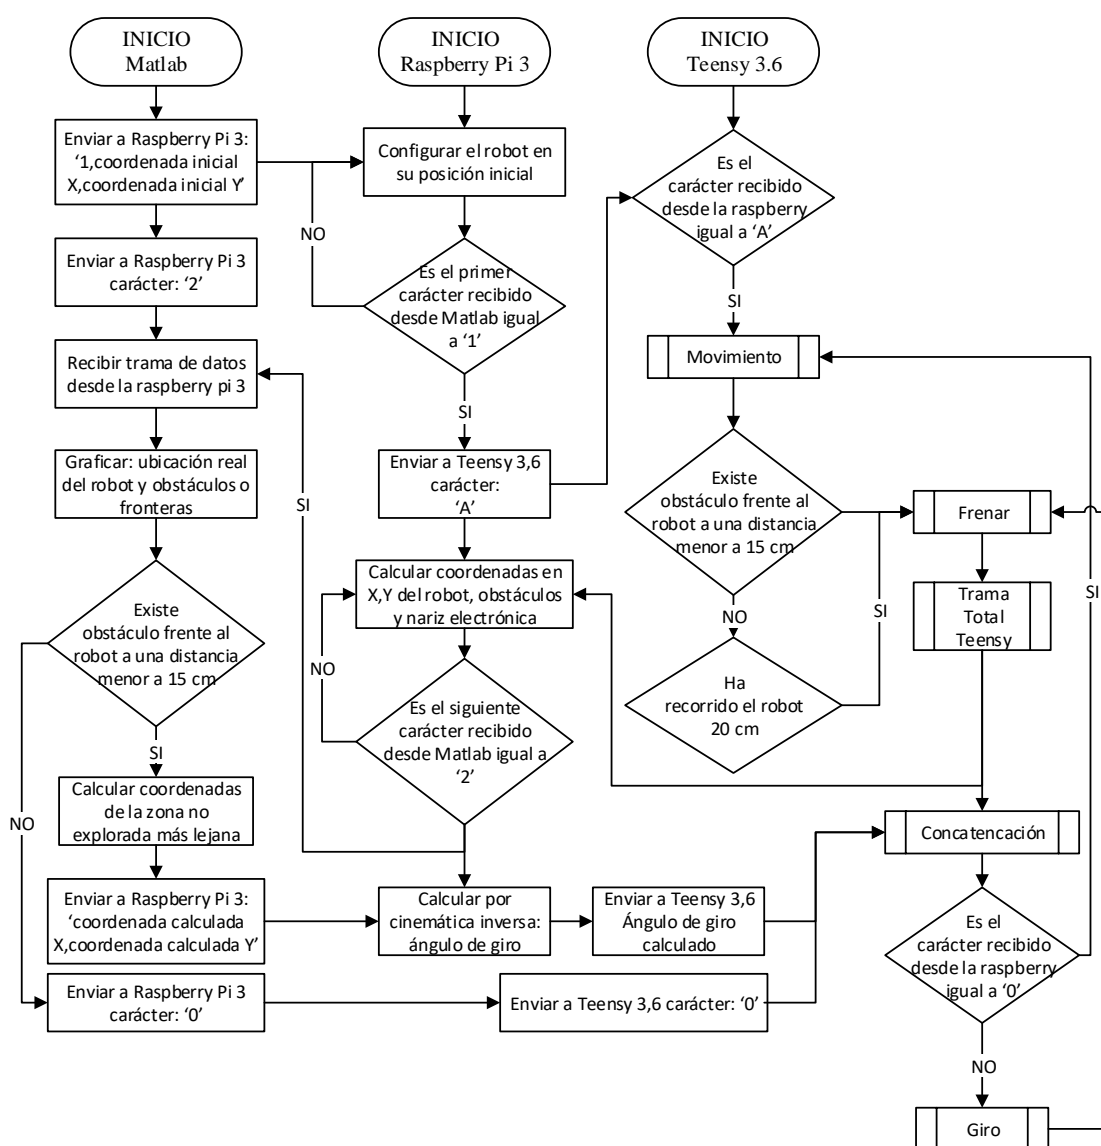 INICIO
Matlab
Enviar a Raspberry Pi 3:
‘1,coordenada inicial
X,coordenada inicial Y’
Enviar a Raspberry Pi 3
carácter: ‘2’
Recibir trama de datos
desde la raspberry pi 3
Graficar: ubicación real
del robot y obstáculos o
fronteras
Existe
obstáculo frente al
robot a una distancia
menor a 15 cm
SI
NO
Calcular coordenadas
de la zona no
explorada más lejana
Enviar a Raspberry Pi 3:
‘coordenada calculada
X,coordenada calculada Y’
Enviar a Raspberry Pi 3
carácter: ‘0’
INICIO
Raspberry Pi 3
Configurar el robot en
su posición inicial
NO
Es el primer
carácter recibido
desde Matlab igual
a ‘1’
SI
Enviar a Teensy 3,6
carácter:
‘A’
SI
Calcular coordenadas en
X,Y del robot, obstáculos
y nariz electrónica
NO
Es el siguiente
carácter recibido
desde Matlab igual a
‘2’
Calcular por
cinemática inversa:
ángulo de giro
Enviar a Teensy 3,6
Ángulo de giro
calculado
Enviar a Teensy 3,6 carácter: ‘0’
INICIO
Teensy 3.6
Es el
carácter recibido
desde la raspberry
igual a ‘A’
SI
Movimiento
Existe
obstáculo frente al
robot a una distancia
menor a 15 cm
NO
Ha
recorrido el robot
20 cm
SI
Frenar
Trama
Total
Teensy
SI
Concatencación
Es el
carácter recibido
desde la raspberry
igual a ‘0’
NO
Giro